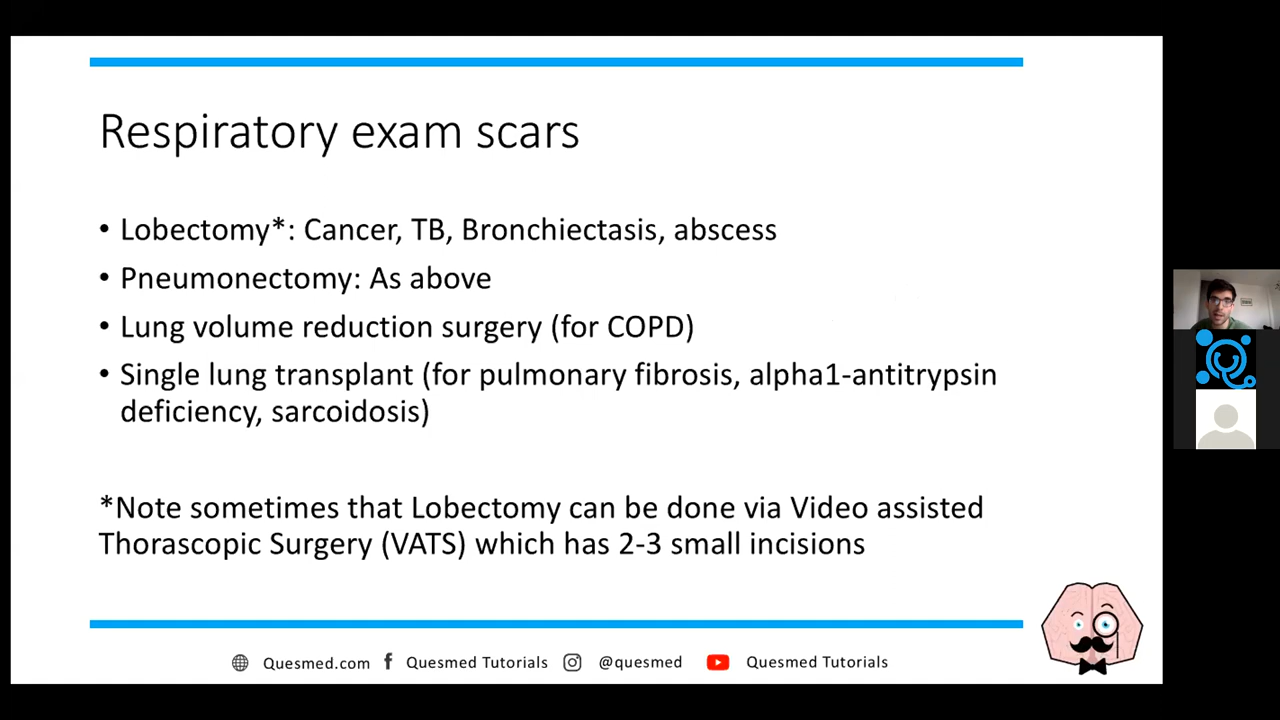 Respiratory exam scars
• Lobectomy*: Cancer, TB, Bronchiectasis, abscess
• Pneumonectomy: As above
• Lung volume reduction surgery (for COPD)
• Single lung transplant (for pulmonary fibrosis, alpha1-antitrypsin
deficiency, sarcoidosis)
*Note sometimes that Lobectomy can be done via Video assisted
Thorascopic Surgery (VATS) which has 2-3 small incisions
Quesmed.com Quesmed Tutorials @quesmed Quesmed Tutorials